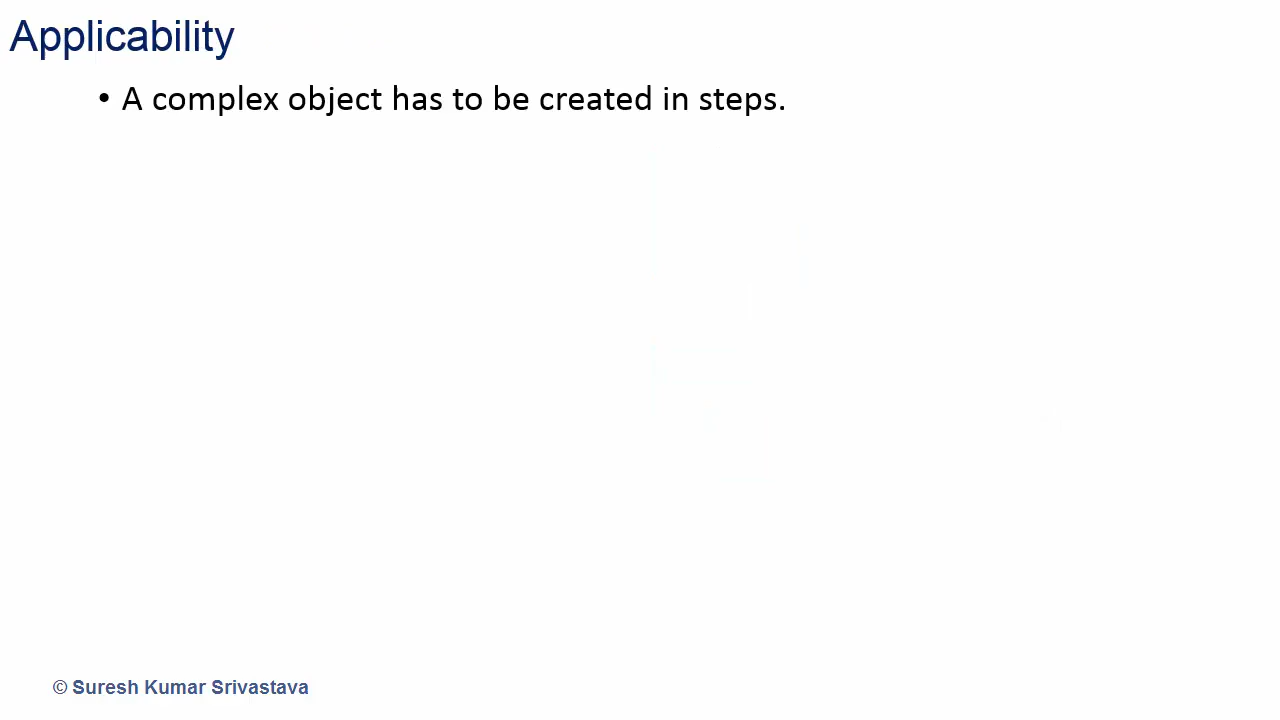 Applicability
• A complex object has to be created in steps.
© Suresh Kumar Srivastava